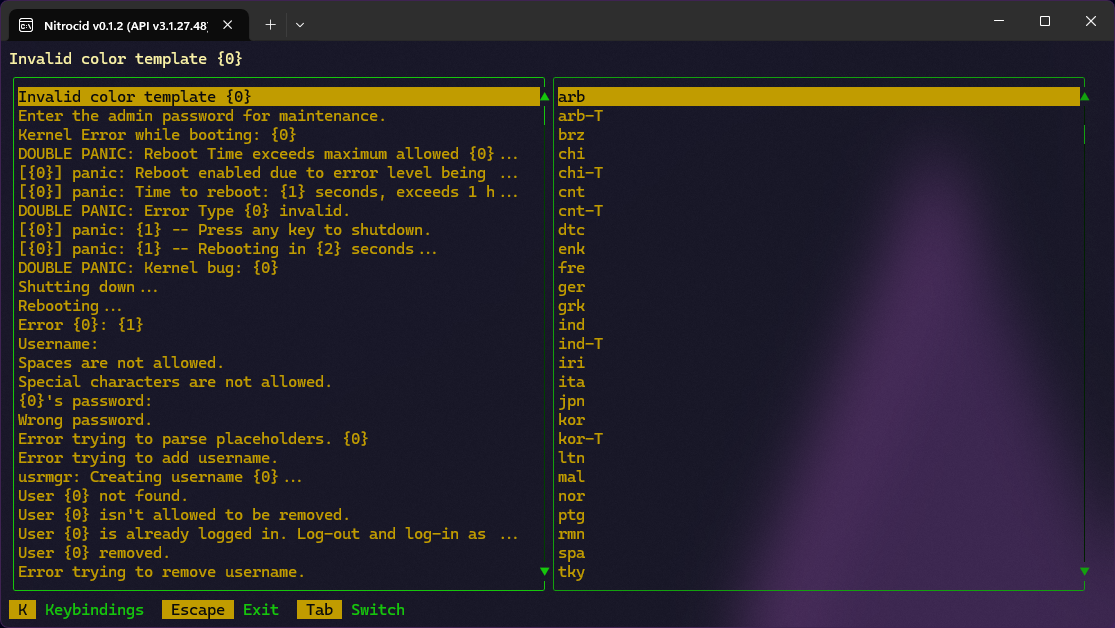 Nitrocid v0.1.2 (API v3.1.27.48)
Invalid color template {0}
Invalid color template {0}
Enter the admin password for maintenance.
Kernel Error while booting: {0}
DOUBLE PANIC: Reboot Time exceeds maximum allowed {0}...
[{0}] panic: Reboot enabled due to error level being ...
[{0}] panic: Time to reboot: {1} seconds, exceeds 1 h...
DOUBLE PANIC: Error Type {0} invalid.
[{0}] panic: {1} -- Press any key to shutdown.
[{0}] panic: {1} -- Rebooting in {2} seconds...
DOUBLE PANIC: Kernel bug: {0}
Shutting down...
Rebooting...
Error {0}: {1}
Username:
Spaces are not allowed.
Special characters are not allowed.
{0}'s password:
Wrong password.
Error trying to parse placeholders. {0}
Error trying to add username.
usrmgr: Creating username {0}...
User {0} not found.
User {0} isn't allowed to be removed.
User {0} is already logged in. Log-out and log-in as ...
User {0} removed.
Error trying to remove username.
arb
arb-T
brz
chi
chi-T
cnt
cnt-T
dtc
enk
fre
ger
grk
ind
ind-T
iri
ita
jpn
kor
kor-T
ltn
mal
nor
ptg
rmn
spa
tky
K Keybindings Escape Exit Tab Switch